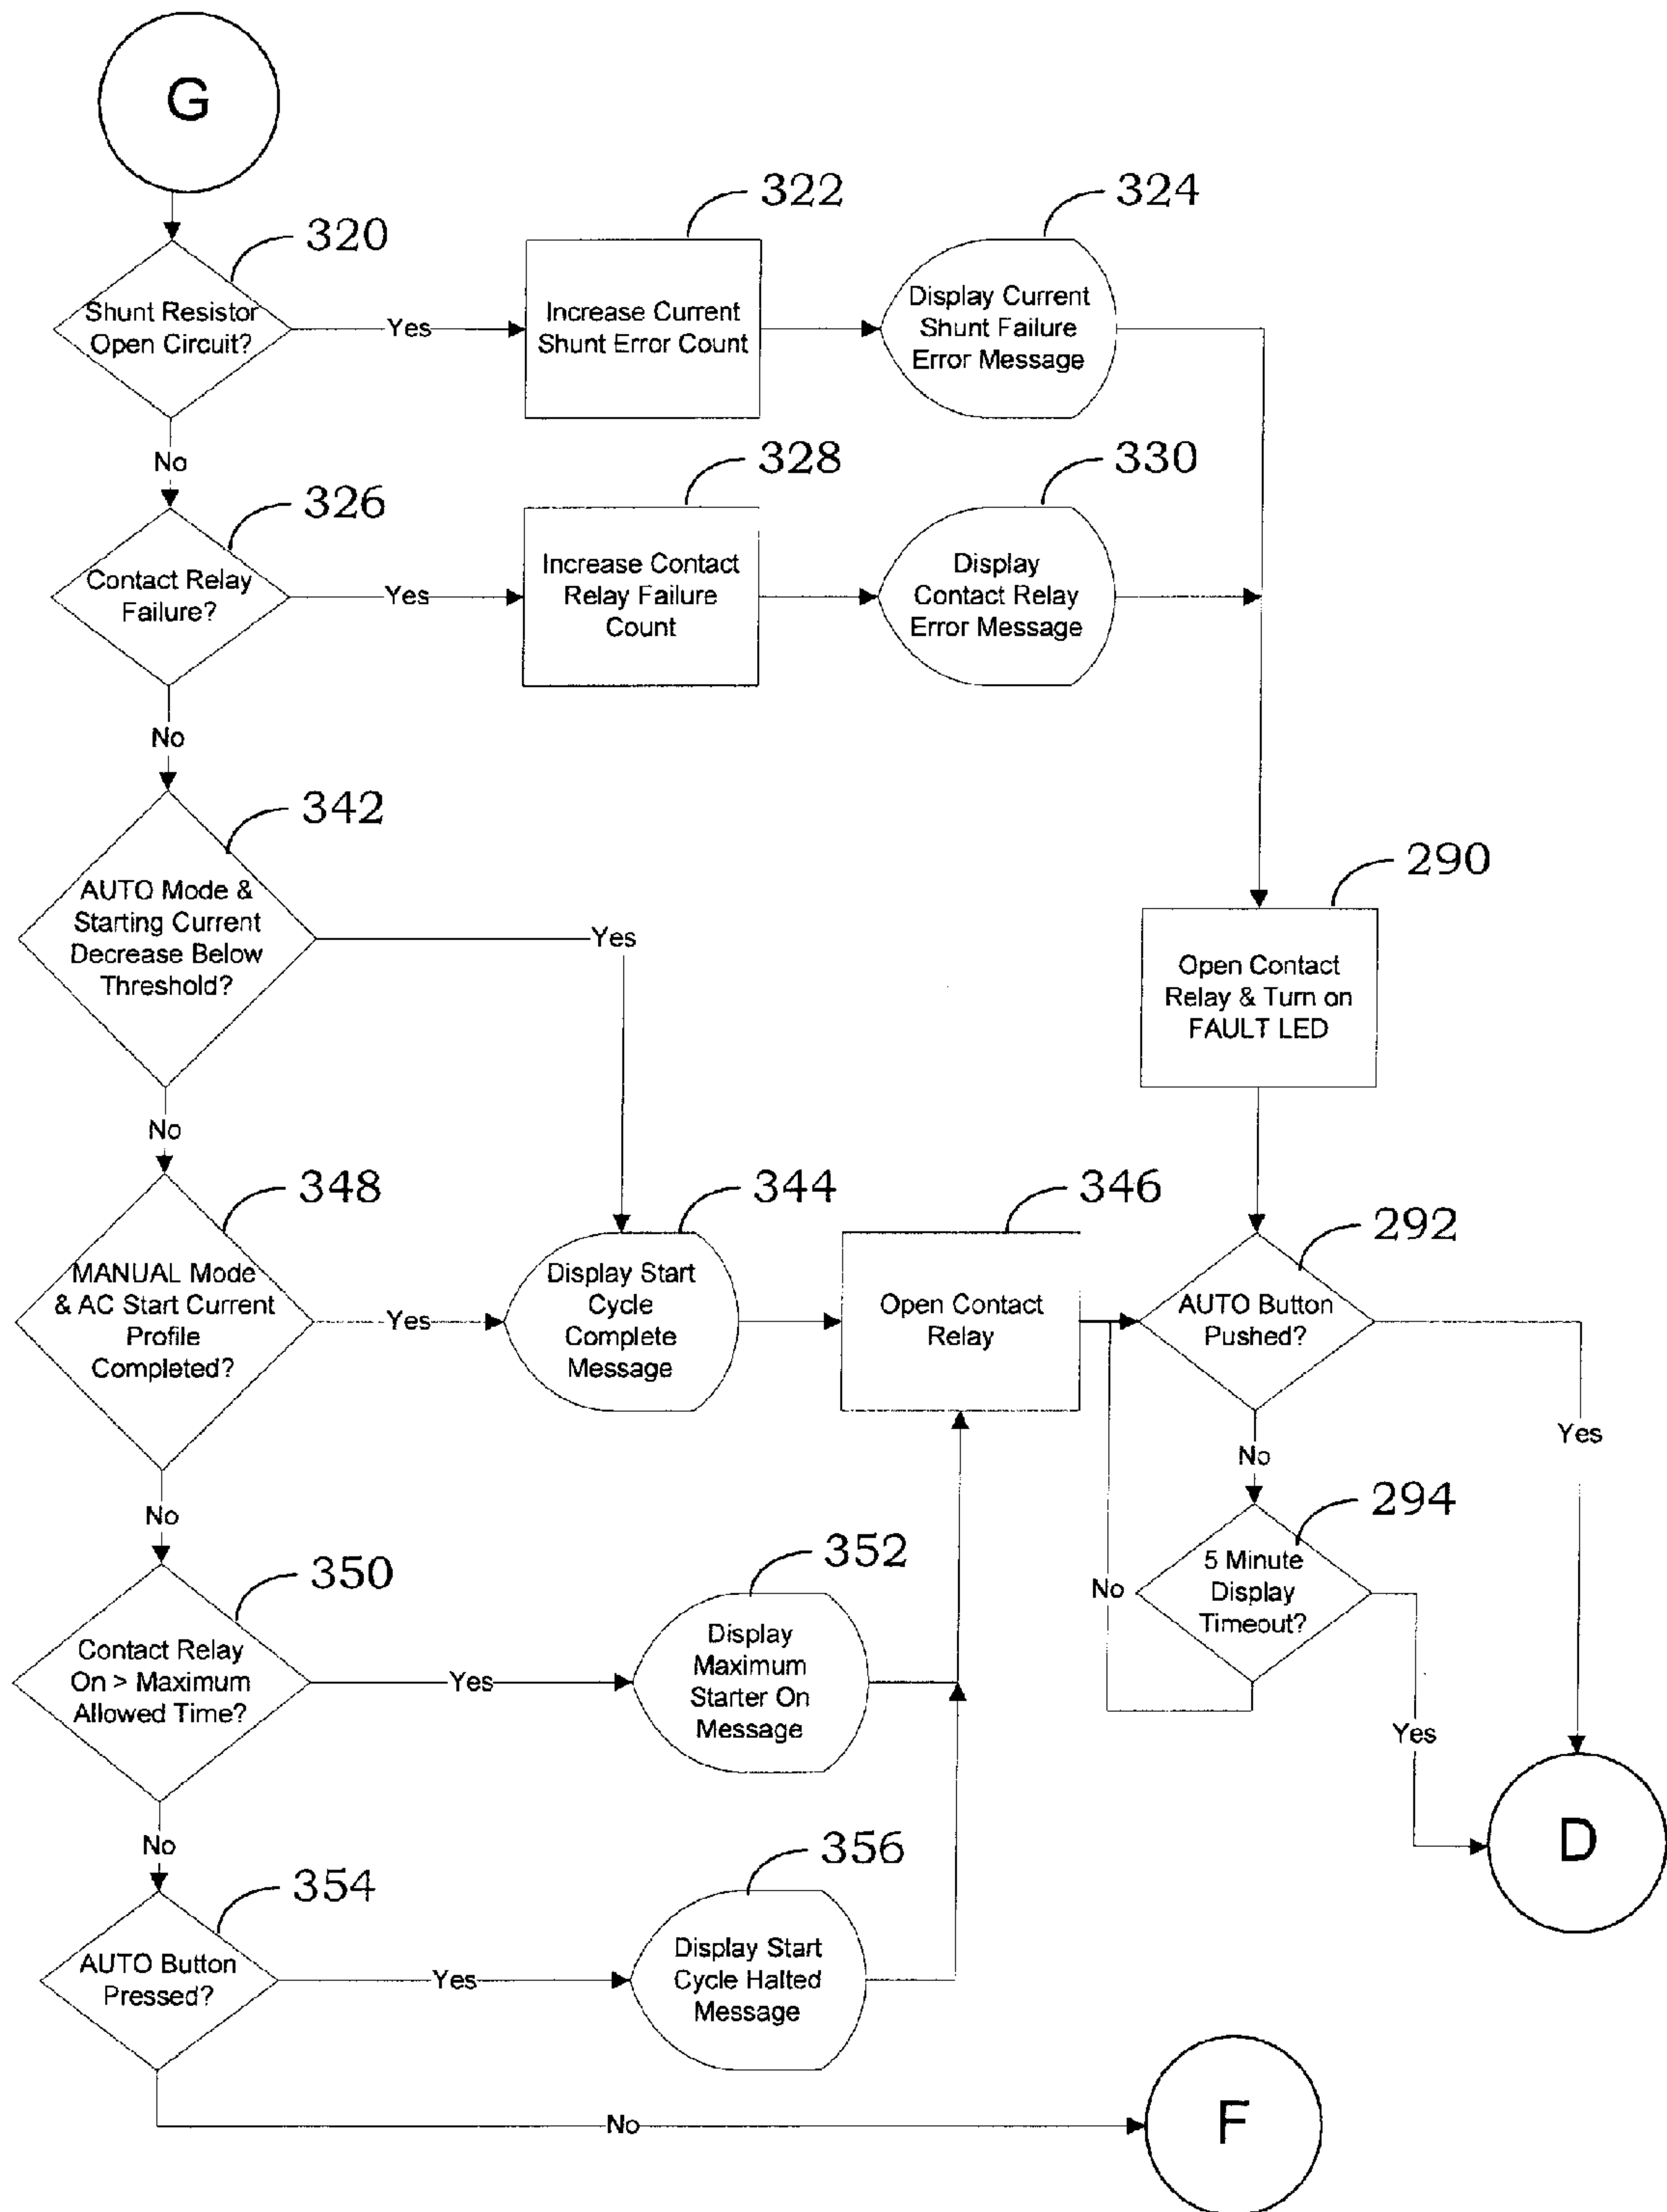 G
320
Shunt Resistor
Open Circuit?
Yes
322
Increase Current
Shunt Error Count
324
Display Current
Shunt Failure
Error Message
No
326
Contact Relay
Failure?
Yes
328
Increase Contact
Relay Failure
Count
330
Display
Contact Relay
Error Message
No
342
AUTO Mode &
Starting Current
Decrease Below
Threshold?
Yes
290
Open Contact
Relay & Turn on
FAULT LED
No
348
MANUAL Mode
& AC Start Current
Profile
Completed?
Yes
344
Display Start
Cycle
Complete
Message
346
Open Contact
Relay
292
AUTO Button
Pushed?
Yes
No
294
5 Minute
Display
Timeout?
No
Yes
D
No
350
Contact Relay
On > Maximum
Allowed Time?
Yes
352
Display
Maximum
Starter On
Message
No
354
AUTO Button
Pressed?
Yes
356
Display Start
Cycle Halted
Message
No
F